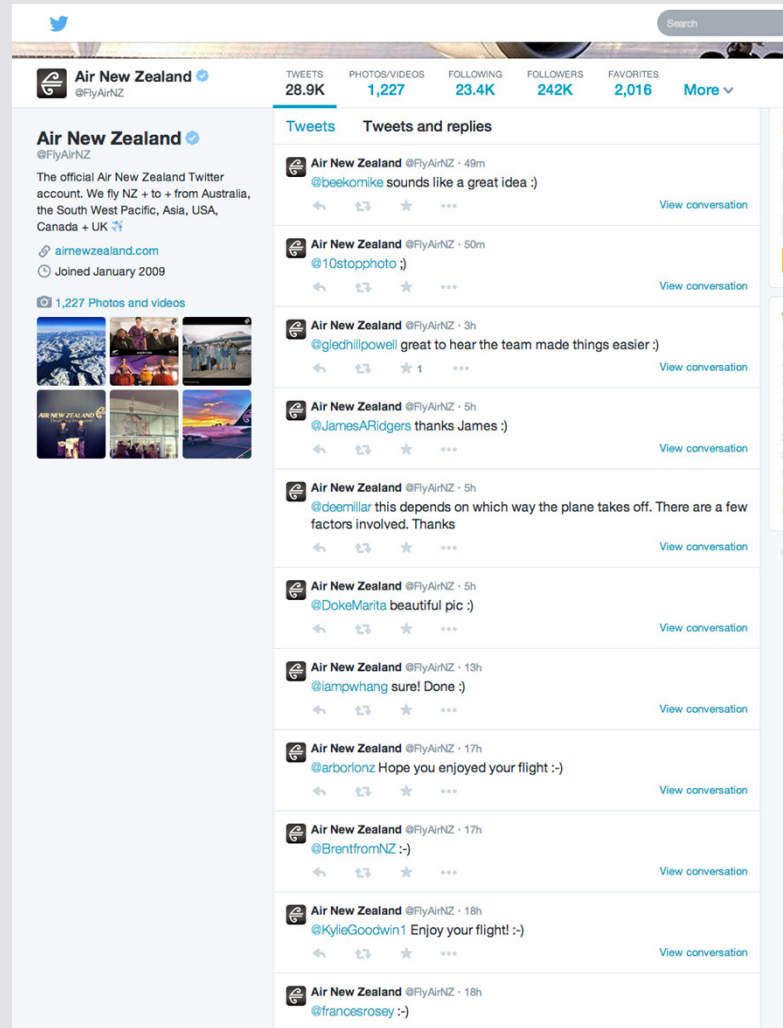 Search
Air New Zealand
@FlyAirNZ
TWEETS
28.9K
PHOTOS/VIDEOS
1,227
FOLLOWING
23.4K
FOLLOWERS
242K
FAVORITES
2,016
More
Air New Zealand
@FlyAirNZ
The official Air New Zealand Twitter
account. We fly NZ + to + from Australia,
the South West Pacific, Asia, USA,
Canada + UK ✈
airnewzealand.com
Joined January 2009
1,227 Photos and videos
AIR NEW ZEALAND
Tweets
Tweets and replies
Air New Zealand @FlyAirNZ · 49m
@beekomike sounds like a great idea :)
View conversation
Air New Zealand @FlyAirNZ · 50m
@10stopphoto ;)
View conversation
Air New Zealand @FlyAirNZ · 3h
@gledhillpowell great to hear the team made things easier :)
1
View conversation
Air New Zealand @FlyAirNZ · 5h
@JamesARidgers thanks James :)
View conversation
Air New Zealand @FlyAirNZ · 5h
@deemillar this depends on which way the plane takes off. There are a few
factors involved. Thanks
View conversation
Air New Zealand @FlyAirNZ · 5h
@DokeMarita beautiful pic :)
View conversation
Air New Zealand @FlyAirNZ · 13h
@iampwhang sure! Done :)
View conversation
Air New Zealand @FlyAirNZ · 17h
@arborlonz Hope you enjoyed your flight :-)
View conversation
Air New Zealand @FlyAirNZ · 17h
@BrentfromNZ :-)
View conversation
Air New Zealand @FlyAirNZ · 18h
@KylieGoodwin1 Enjoy your flight! :-)
View conversation
Air New Zealand @FlyAirNZ · 18h
@francesrosey :-)